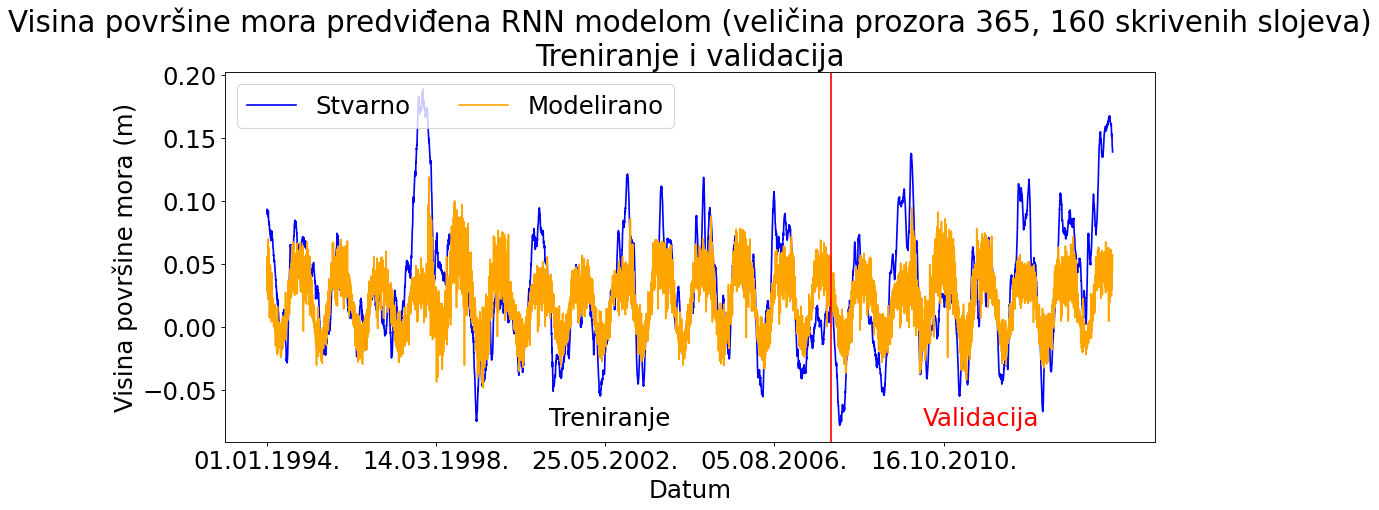 Visina površine mora predviđena RNN modelom (veličina prozora 365, 160 skrivenih slojeva)
Treniranje i validacija
Stvarno
Modelirano
Visina površine mora (m)
0.20
0.15
0.10
0.05
0.00
−0.05
Treniranje
Validacija
01.01.1994.
14.03.1998.
25.05.2002.
05.08.2006.
16.10.2010.
Datum